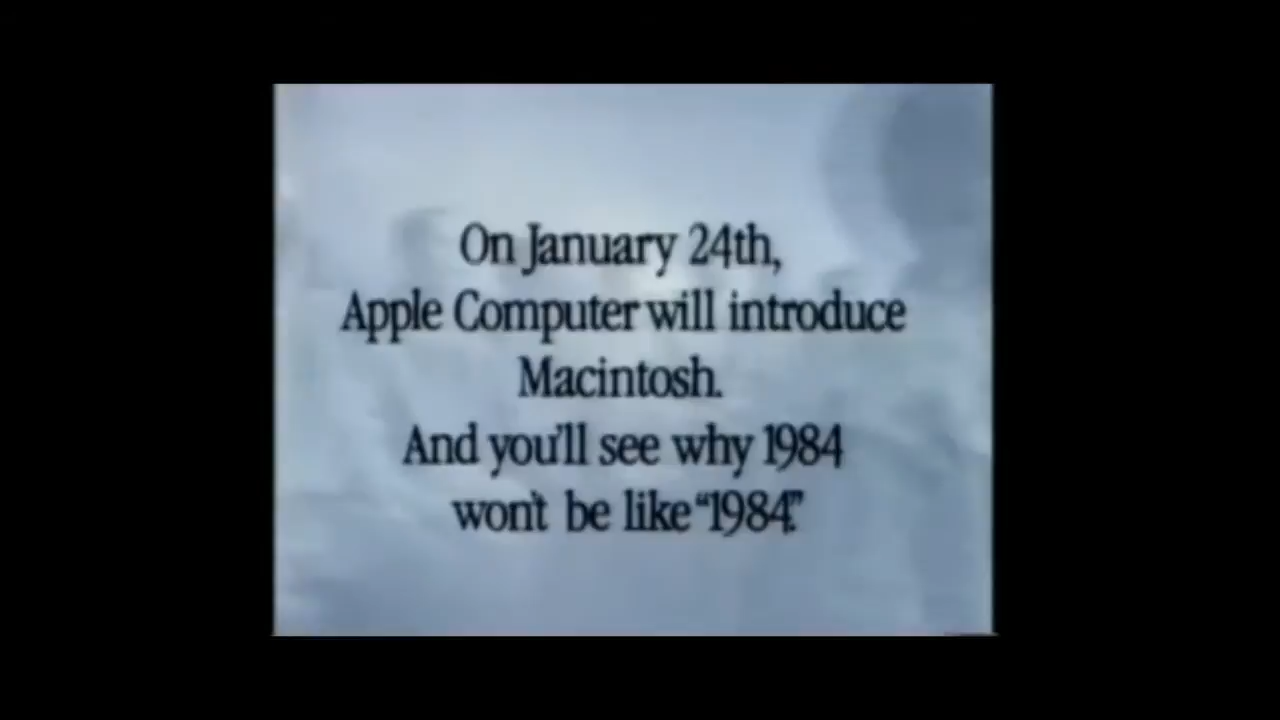 On January 24th,
Apple Computer will introduce
Macintosh.
And you'll see why 1984
won't be like “1984.”